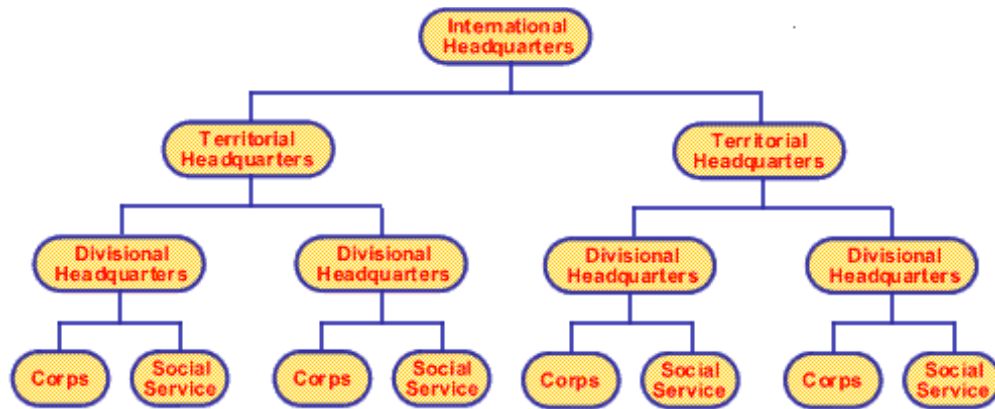 International
Headquarters
Territorial
Headquarters
Territorial
Headquarters
Divisional
Headquarters
Divisional
Headquarters
Divisional
Headquarters
Divisional
Headquarters
Corps
Social
Service
Corps
Social
Service
Corps
Social
Service
Corps
Social
Service